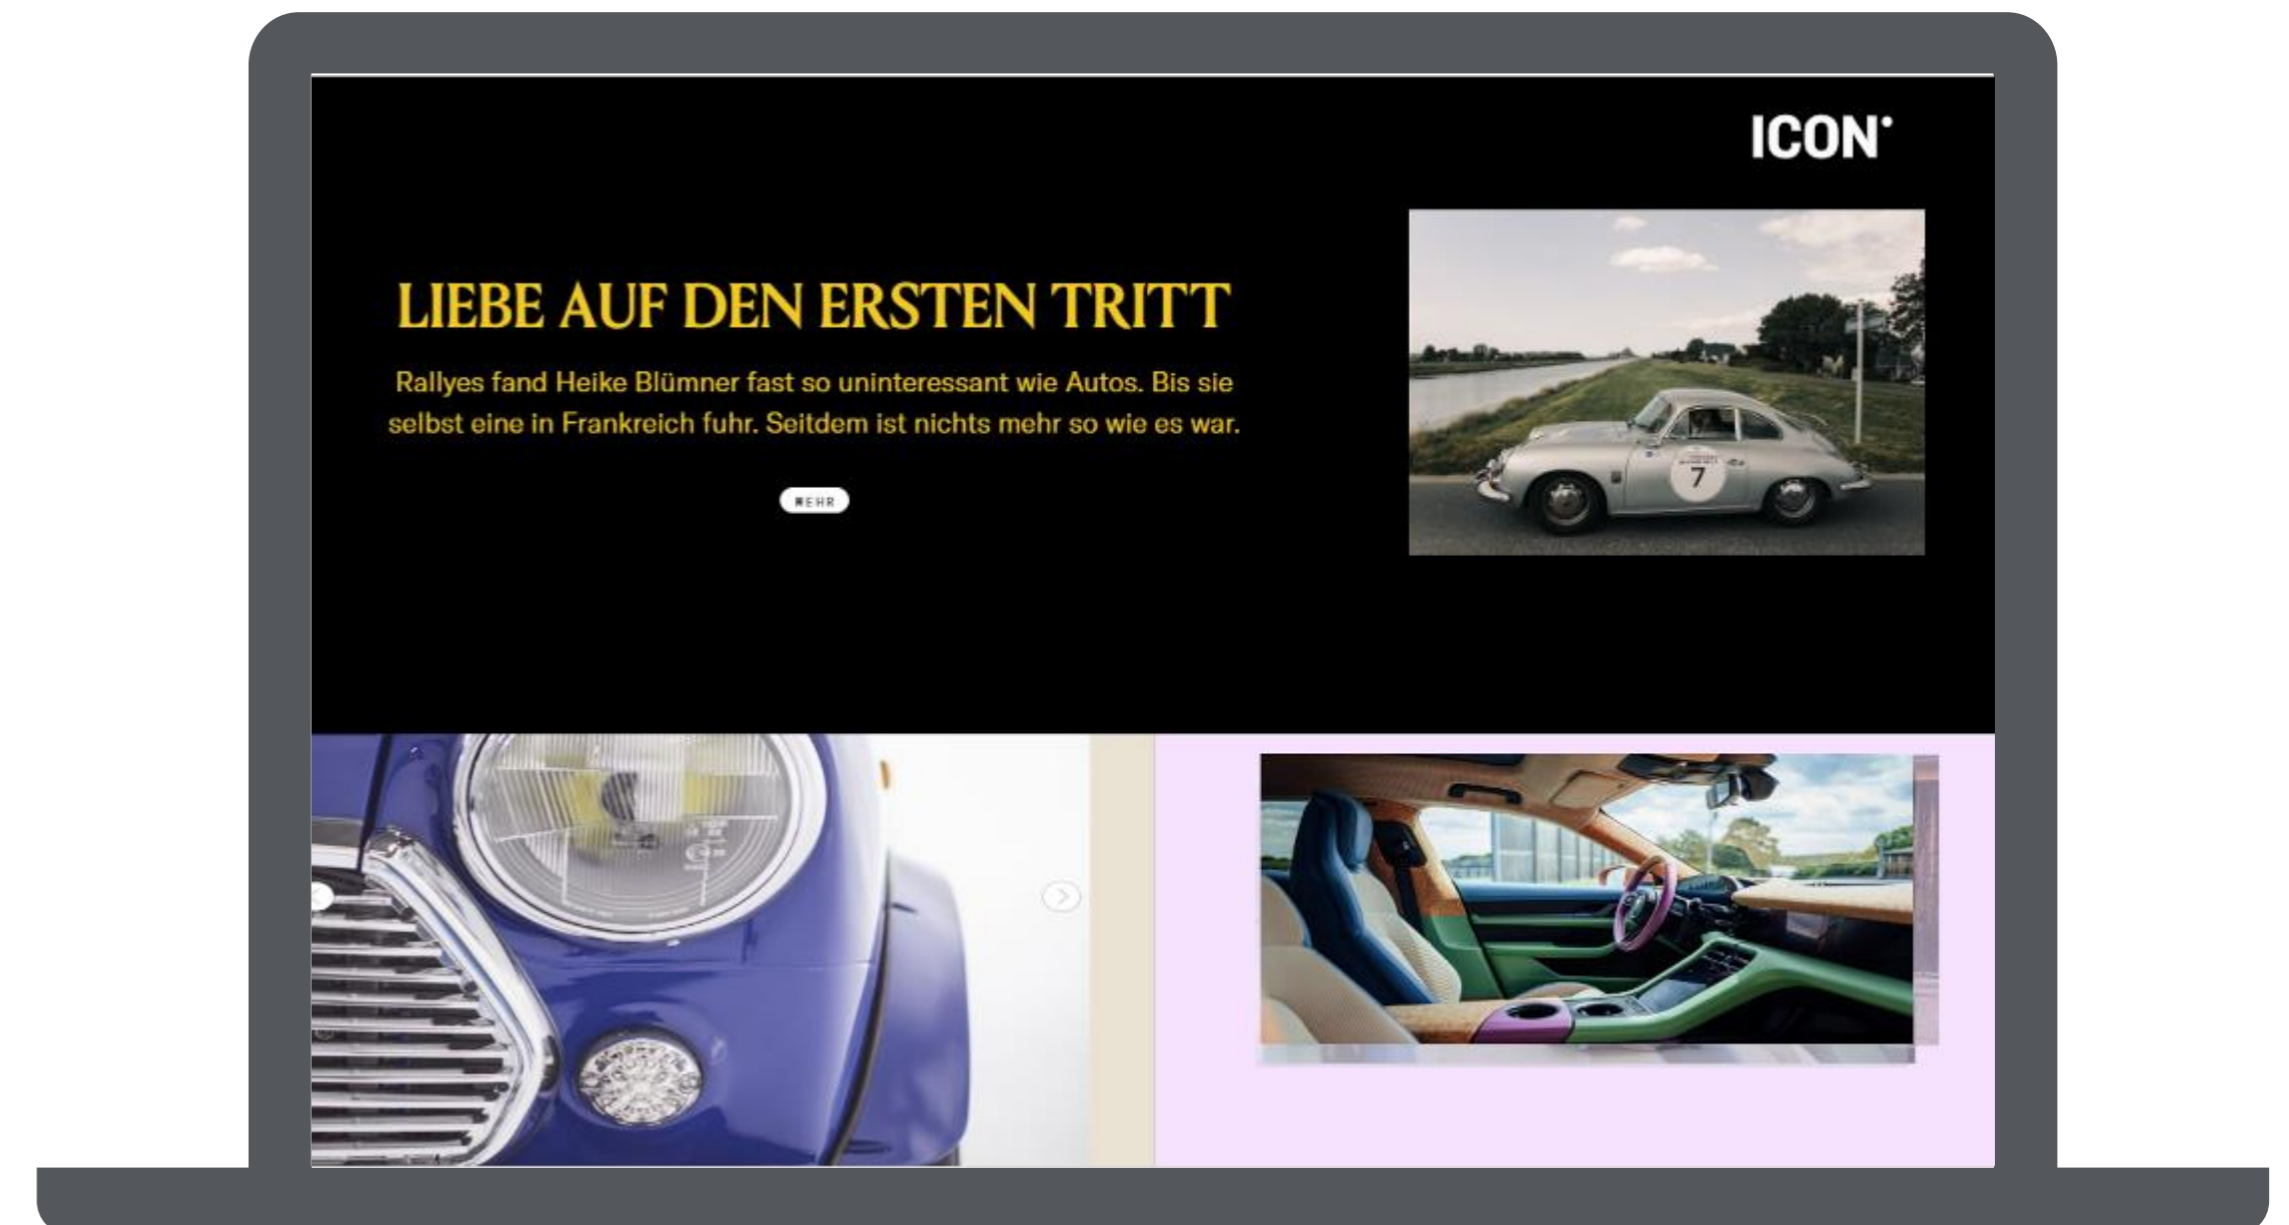 ICON
LIEBE AUF DEN ERSTEN TRITT
Rallyes fand Heike Blümner fast so uninteressant wie Autos. Bis sie
selbst eine in Frankreich fuhr. Seitdem ist nichts mehr so wie es war.
MEHR
7